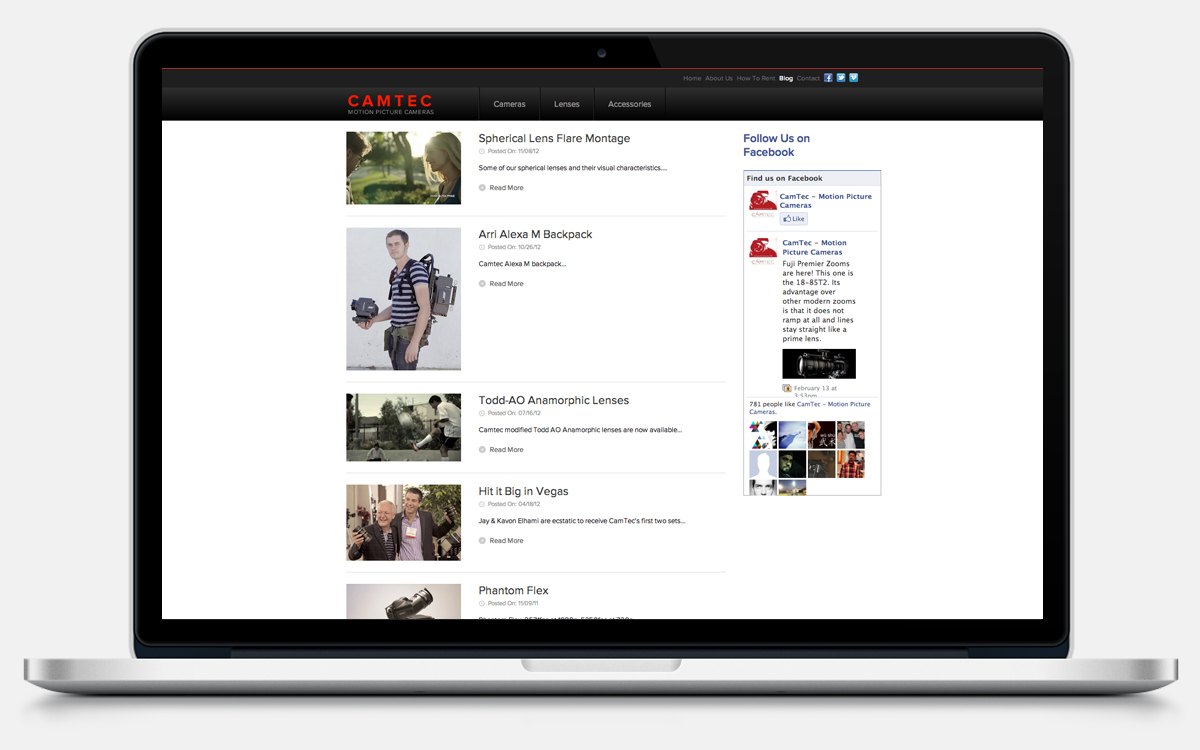 Home About Us How To Rent Blog Contact
CAMTEC
MOTION PICTURE CAMERAS
Cameras Lenses Accessories
Spherical Lens Flare Montage
Posted On: 11/08/12
Some of our spherical lenses and their visual characteristics....
Read More
Arri Alexa M Backpack
Posted On: 10/26/12
Camtec Alexa M backpack...
Read More
Todd-AO Anamorphic Lenses
Posted On: 07/16/12
Camtec modified Todd AO Anamorphic lenses are now available...
Read More
Hit it Big in Vegas
Posted On: 04/18/12
Jay & Kavon Elhami are ecstatic to receive CamTec's first two sets...
Read More
Phantom Flex
Posted On: 11/09/11
Follow Us on
Facebook
Find us on Facebook
CamTec - Motion Picture
Cameras
Like
CamTec - Motion
Picture Cameras
Fuji Premier Zooms
are here! This one is
the 18-85T2. Its
advantage over
other modern zooms
is that it does not
ramp at all and lines
stay straight like a
prime lens.
February 13 at
781 people like CamTec - Motion Picture
Cameras.